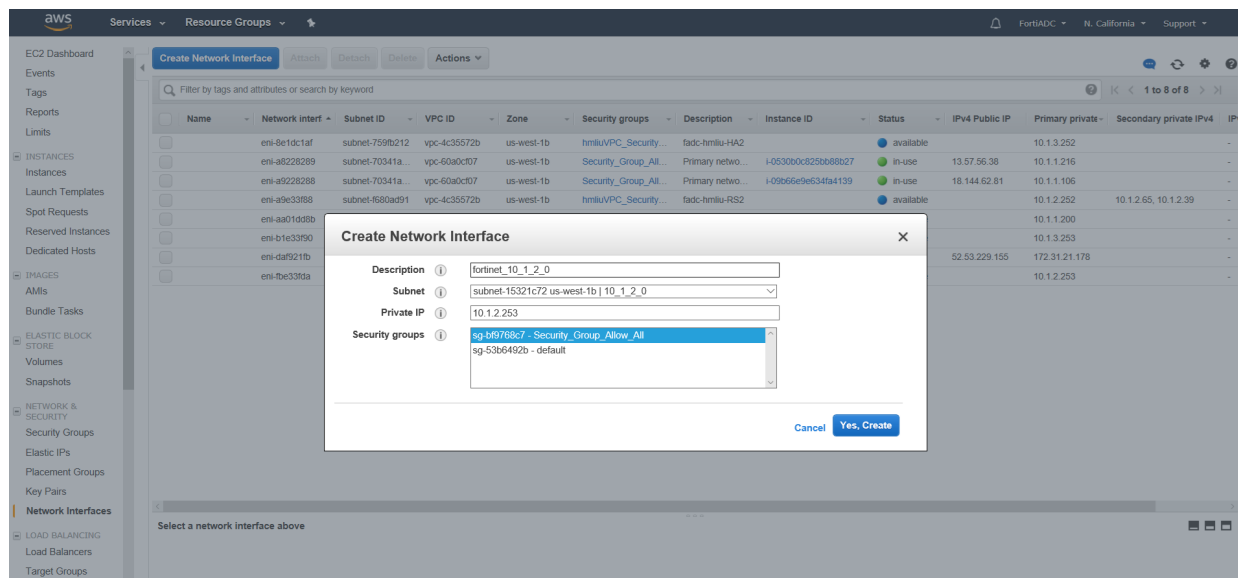 aws Services Resource Groups FortiADC N. California Support
EC2 Dashboard
Events
Tags
Reports
Limits
INSTANCES
Instances
Launch Templates
Spot Requests
Reserved Instances
Dedicated Hosts
IMAGES
AMIs
Bundle Tasks
ELASTIC BLOCK
STORE
Volumes
Snapshots
NETWORK &
SECURITY
Security Groups
Elastic IPs
Placement Groups
Key Pairs
Network Interfaces
LOAD BALANCING
Load Balancers
Target Groups
Create Network Interface Attach Detach Delete Actions
Filter by tags and attributes or search by keyword 1 to 8 of 8
Name Network interf Subnet ID VPC ID Zone Security groups Description Instance ID Status IPv4 Public IP Primary private Secondary private IPv4
eni-8e1dc1af subnet-759fb212 vpc-4c35572b us-west-1b hmliuVPC_Security... fadc-hmliu-HA2 available 10.1.3.252 -
eni-a8228289 subnet-70341a... vpc-60a0cf07 us-west-1b Security_Group_All... Primary netwo... i-0530b0c825bb88b27 in-use 13.57.56.38 10.1.1.216 -
eni-a9228288 subnet-70341a... vpc-60a0cf07 us-west-1b Security_Group_All... Primary netwo... i-09b66e9e634fa4139 in-use 18.144.62.81 10.1.1.106 -
eni-a9e33f88 subnet-f680ad91 vpc-4c35572b us-west-1b hmliuVPC_Security... fadc-hmliu-RS2 available 10.1.2.252 10.1.2.65, 10.1.2.39 -
eni-aa01dd8b 10.1.1.200 -
eni-b1e33f90 10.1.3.253 -
eni-daf921fb 52.53.229.155 172.31.21.178 -
eni-fbe33fda 10.1.2.253 -
Create Network Interface
Description fortinet_10_1_2_0
Subnet subnet-15321c72 us-west-1b | 10_1_2_0
Private IP 10.1.2.253
Security groups sg-bf9768c7 - Security_Group_Allow_All
sg-53b6492b - default
Cancel Yes, Create
Select a network interface above